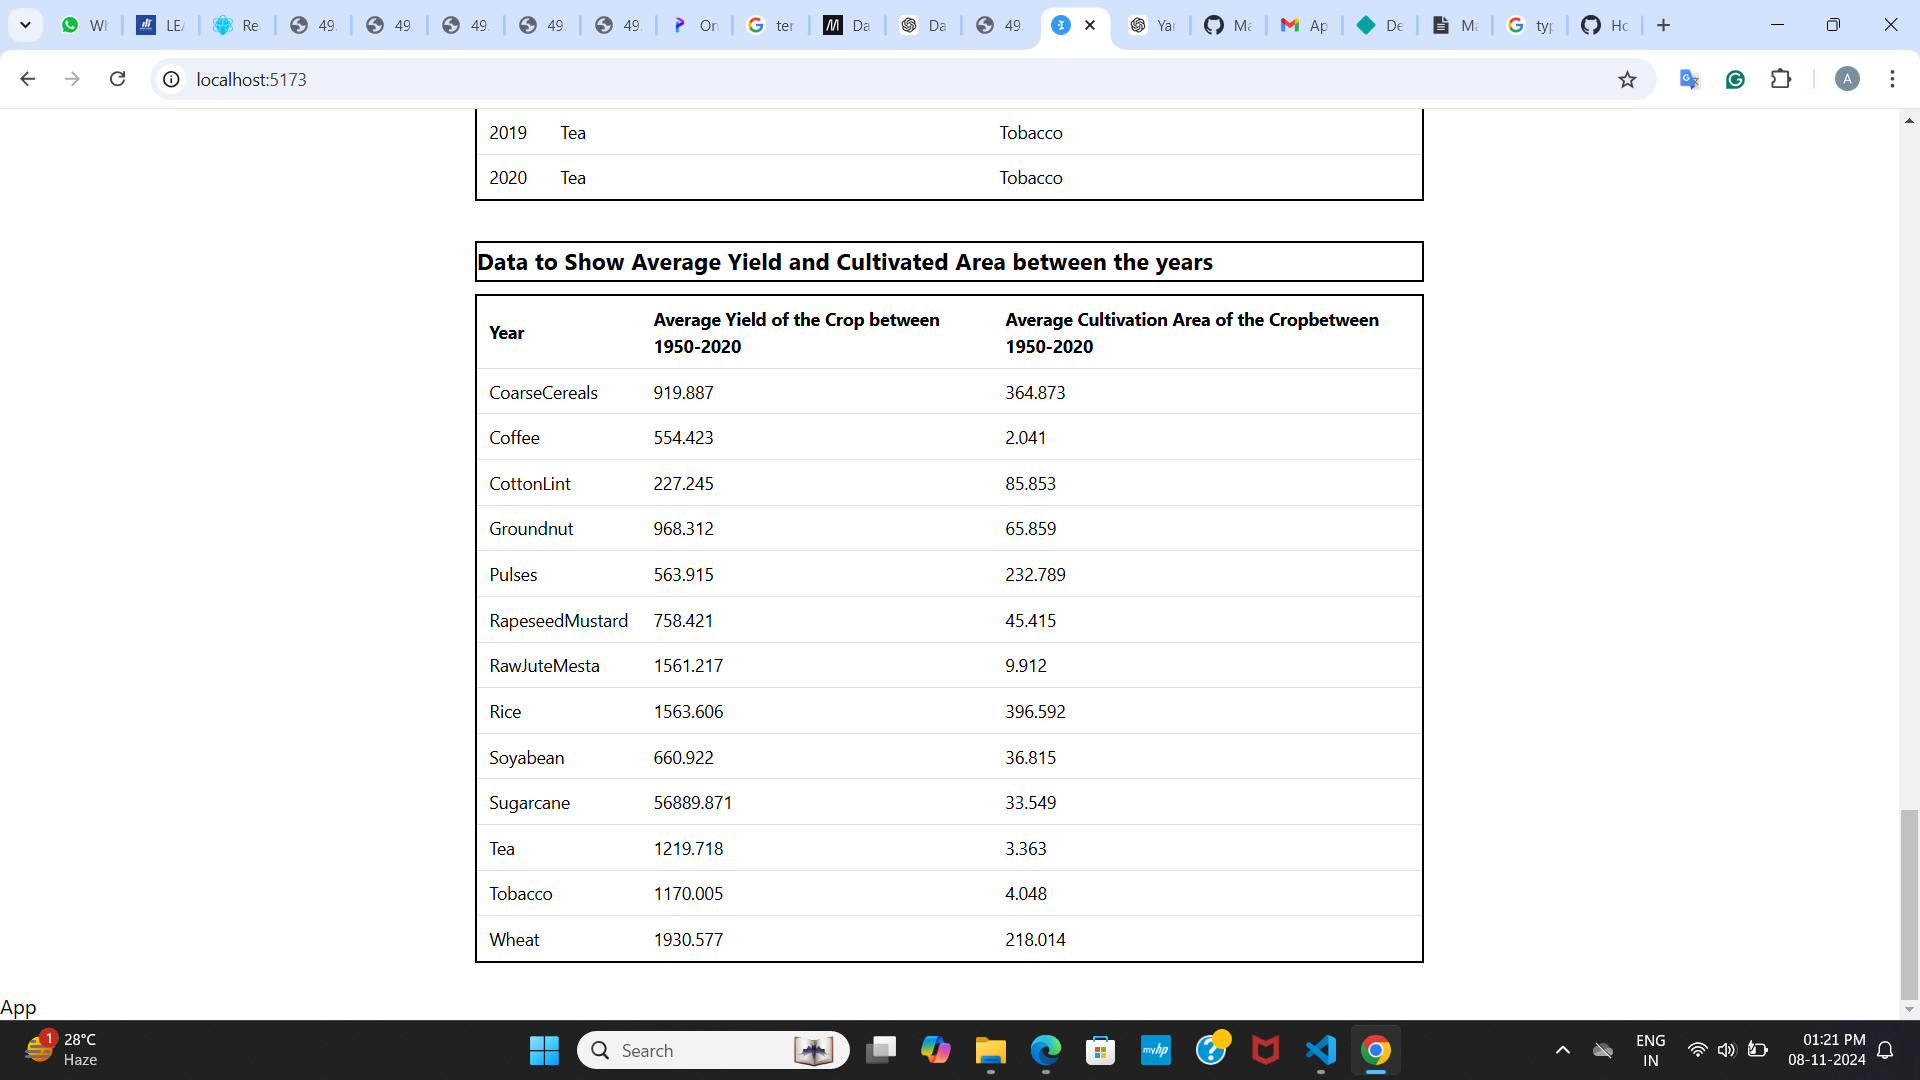 Wh
LEA
Re
49.
49.
49.
49.
49.
On
ter
Da
Da
49.
Yar
Ma
Ap
De
Ma
typ
Ho
localhost:5173
A
2019 Tea Tobacco
2020 Tea Tobacco
Data to Show Average Yield and Cultivated Area between the years
Year Average Yield of the Crop between 1950-2020 Average Cultivation Area of the Cropbetween 1950-2020
CoarseCereals 919.887 364.873
Coffee 554.423 2.041
CottonLint 227.245 85.853
Groundnut 968.312 65.859
Pulses 563.915 232.789
RapeseedMustard 758.421 45.415
RawJuteMesta 1561.217 9.912
Rice 1563.606 396.592
Soyabean 660.922 36.815
Sugarcane 56889.871 33.549
Tea 1219.718 3.363
Tobacco 1170.005 4.048
Wheat 1930.577 218.014
App
1
28°C
Haze
Search
myhp
ENG
IN
01:21 PM
08-11-2024